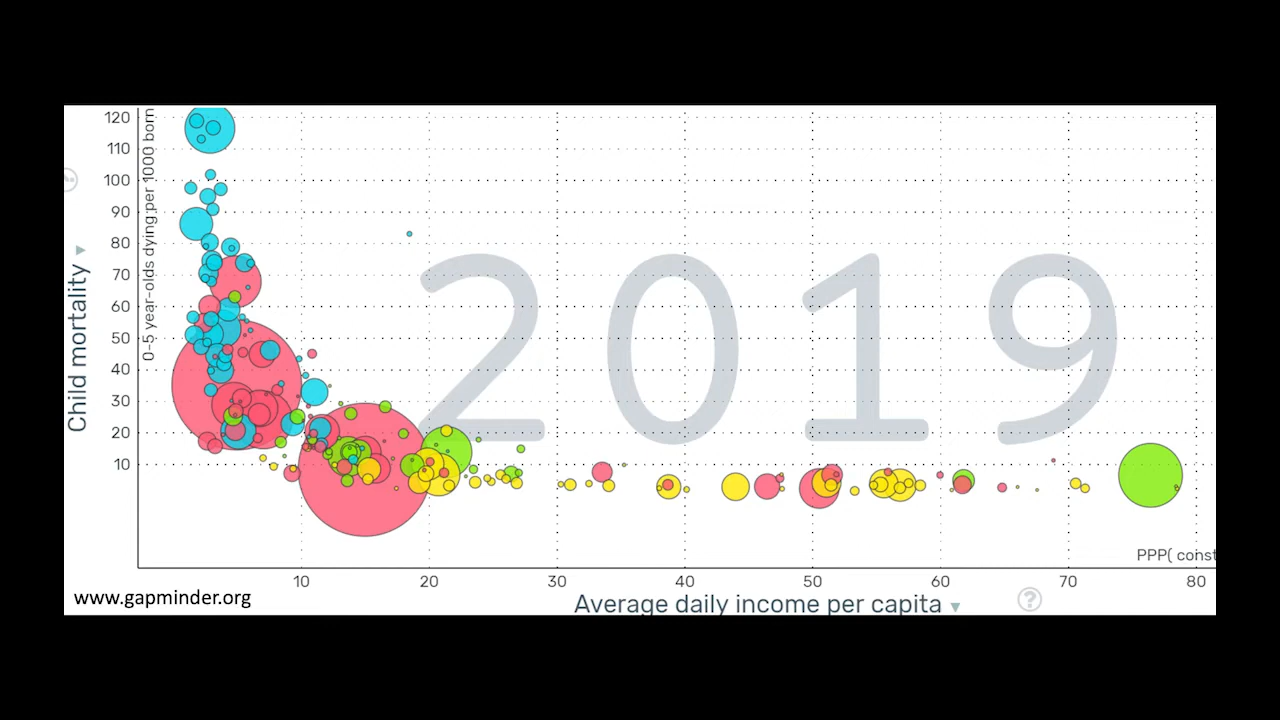 120
110
100
90
80
70
60
50
40
30
20
10
Child mortality
0-5 year-olds dying per 1000 born
2019
PPP( const
10 20 30 40 50 60 70 80
Average daily income per capita
?
www.gapminder.org